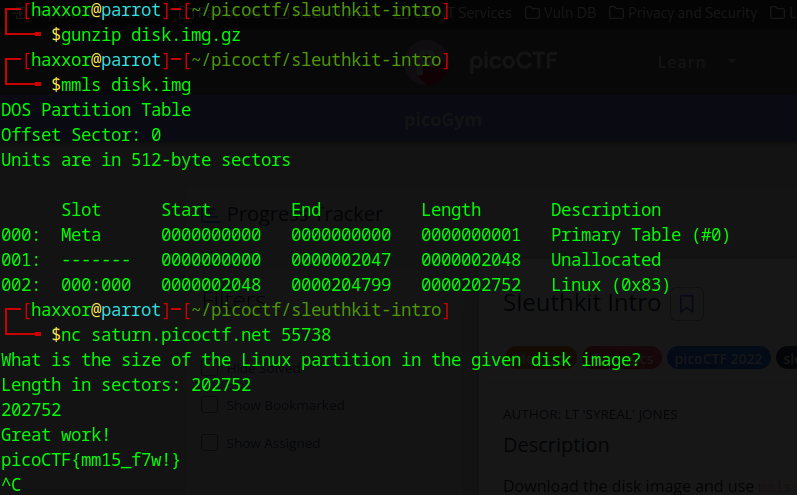 ┌─[haxxor@parrot]─[~/picoctf/sleuthkit-intro]
└──╼ $gunzip disk.img.gz
┌─[haxxor@parrot]─[~/picoctf/sleuthkit-intro]
└──╼ $mmls disk.img
DOS Partition Table
Offset Sector: 0
Units are in 512-byte sectors
Slot Start End Length Description
000: Meta 0000000000 0000000000 0000000001 Primary Table (#0)
001: ------- 0000000000 0000002047 0000002048 Unallocated
002: 000:000 0000002048 0000204799 0000202752 Linux (0x83)
┌─[haxxor@parrot]─[~/picoctf/sleuthkit-intro]
└──╼ $nc saturn.picoctf.net 55738
What is the size of the Linux partition in the given disk image?
Length in sectors: 202752
202752
Great work!
picoCTF{mm15_f7w!}
^C
Services Vuln DB Privacy and Security
picoCTF Learn
picoGym
Progress Tracker
Filters
Sleuthkit Intro
picoCTF 2022
Show Bookmarked
Show Assigned
AUTHOR: LT 'SYREAL' JONES
Description
Download the disk image and use